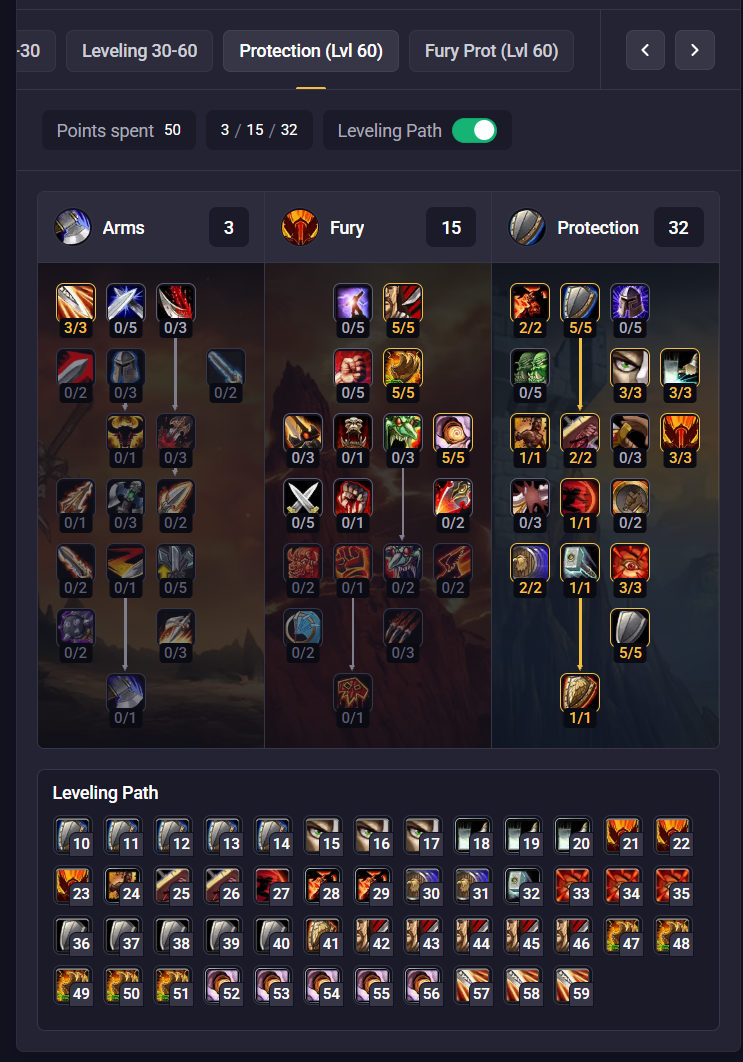 -30 Leveling 30-60 Protection (Lvl 60) Fury Prot (Lvl 60)
Points spent 50 3 / 15 / 32 Leveling Path
Arms 3 Fury 15 Protection 32
3/3 0/5 0/3 0/5 5/5 2/2 5/5 0/5
0/2 0/3 0/2 0/5 5/5 0/5 3/3 3/3
0/1 0/3 0/3 0/1 0/3 5/5 1/1 2/2 0/3 3/3
0/1 0/3 0/2 0/5 0/1 0/2 0/3 1/1 0/2
0/2 0/1 0/5 0/2 0/1 0/2 0/2 2/2 1/1 3/3
0/2 0/3 0/2 0/3 5/5
0/1 0/1 1/1
Leveling Path
10 11 12 13 14 15 16 17 18 19 20 21 22
23 24 25 26 27 28 29 30 31 32 33 34 35
36 37 38 39 40 41 42 43 44 45 46 47 48
49 50 51 52 53 54 55 56 57 58 59